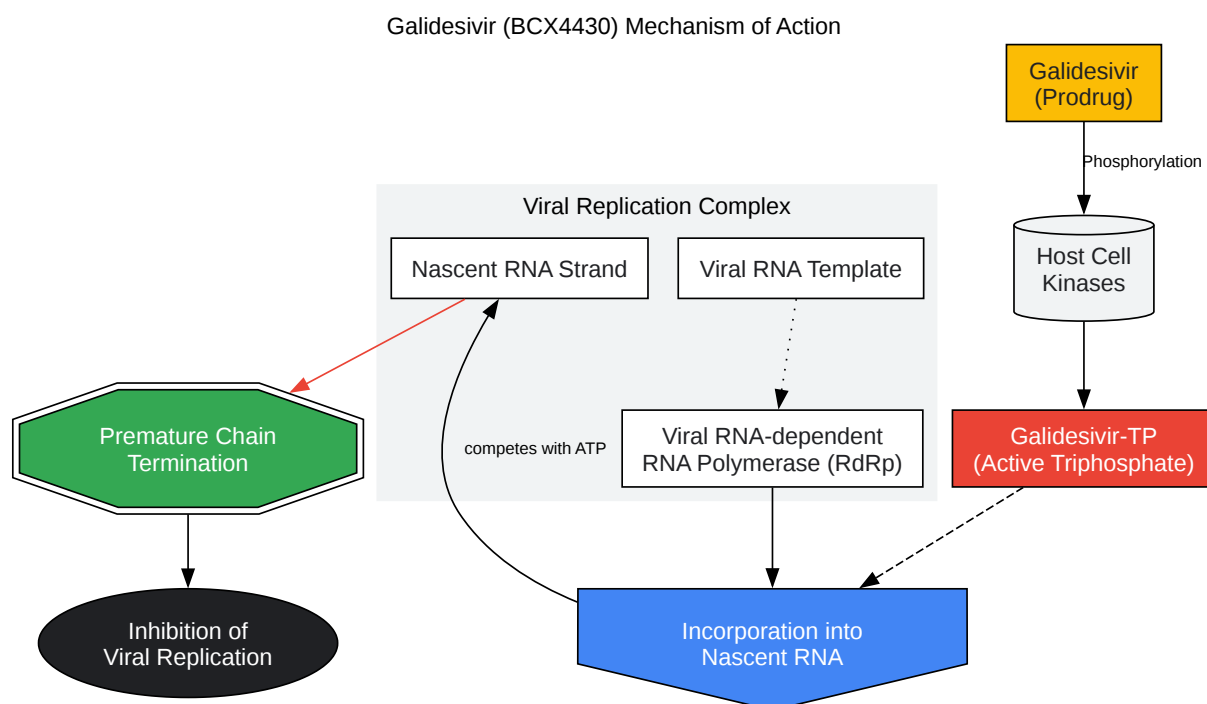 Galidesivir (BCX4430) Mechanism of Action
Galidesivir
(Prodrug)
Phosphorylation
Viral Replication Complex
Nascent RNA Strand
Viral RNA Template
Host Cell
Kinases
Premature Chain
Termination
competes with ATP
Viral RNA-dependent
RNA Polymerase (RdRp)
Galidesivir-TP
(Active Triphosphate)
Inhibition of
Viral Replication
Incorporation into
Nascent RNA